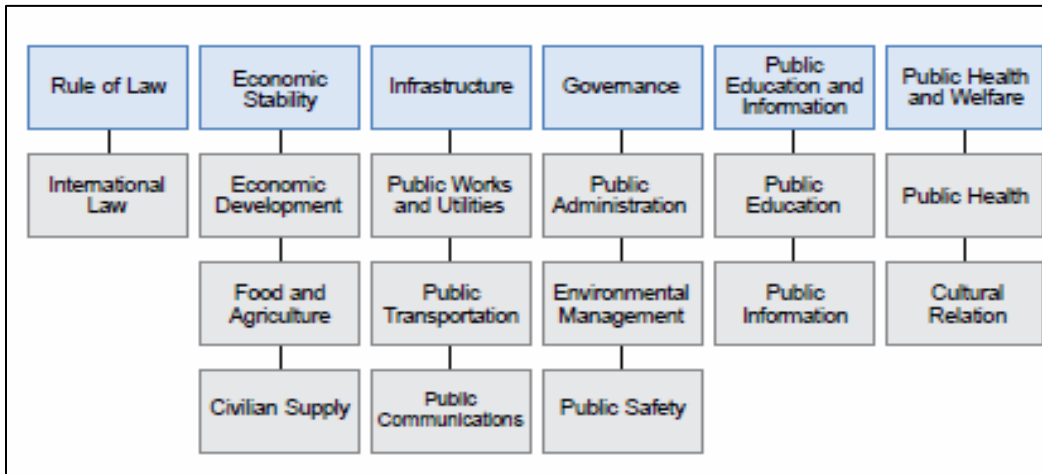 Rule of Law
Economic
Stability
Infrastructure
Governance
Public
Education and
Information
Public Health
and Welfare
International
Law
Economic
Development
Public Works
and Utilities
Public
Administration
Public
Education
Public Health
Food and
Agriculture
Public
Transportation
Environmental
Management
Public
Information
Cultural
Relation
Civilian Supply
Public
Communications
Public Safety